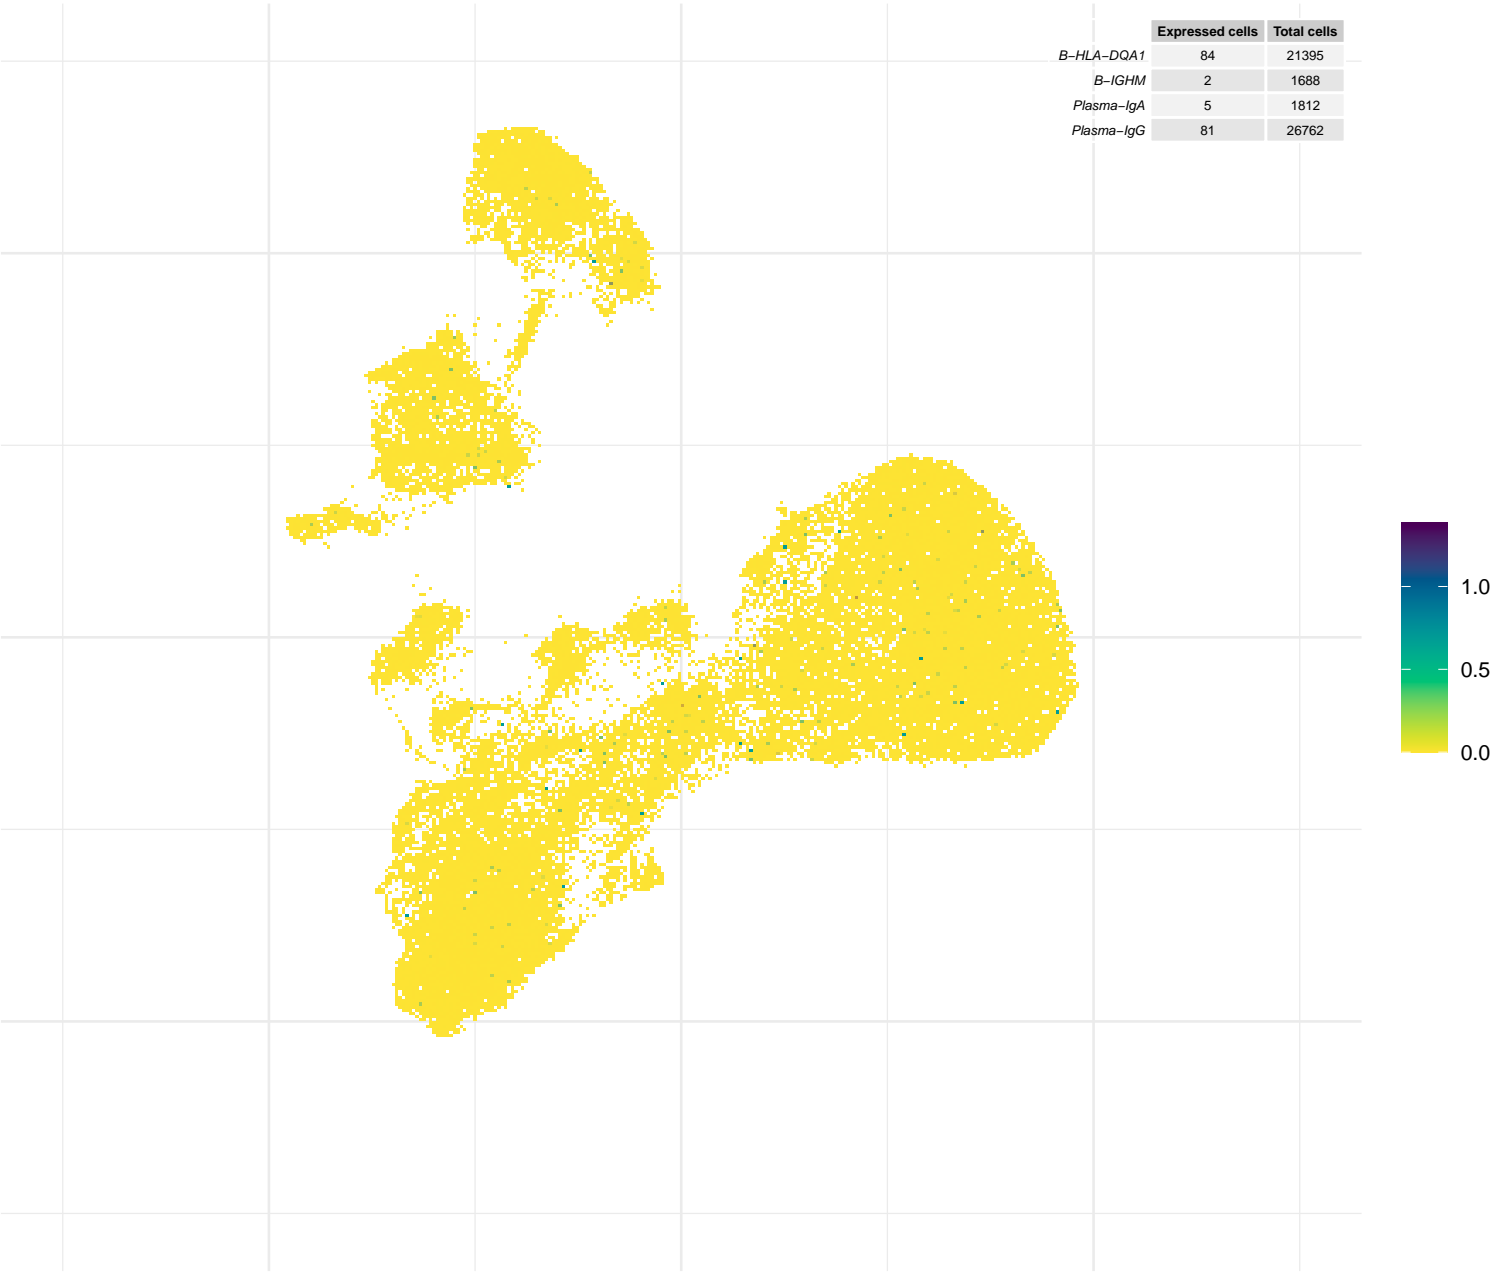 Expressed cells Total cells
B−HLA−DQA1 84 21395
B−IGHM 2 1688
Plasma−IgA 5 1812
Plasma−IgG 81 26762
1.0
0.5
0.0